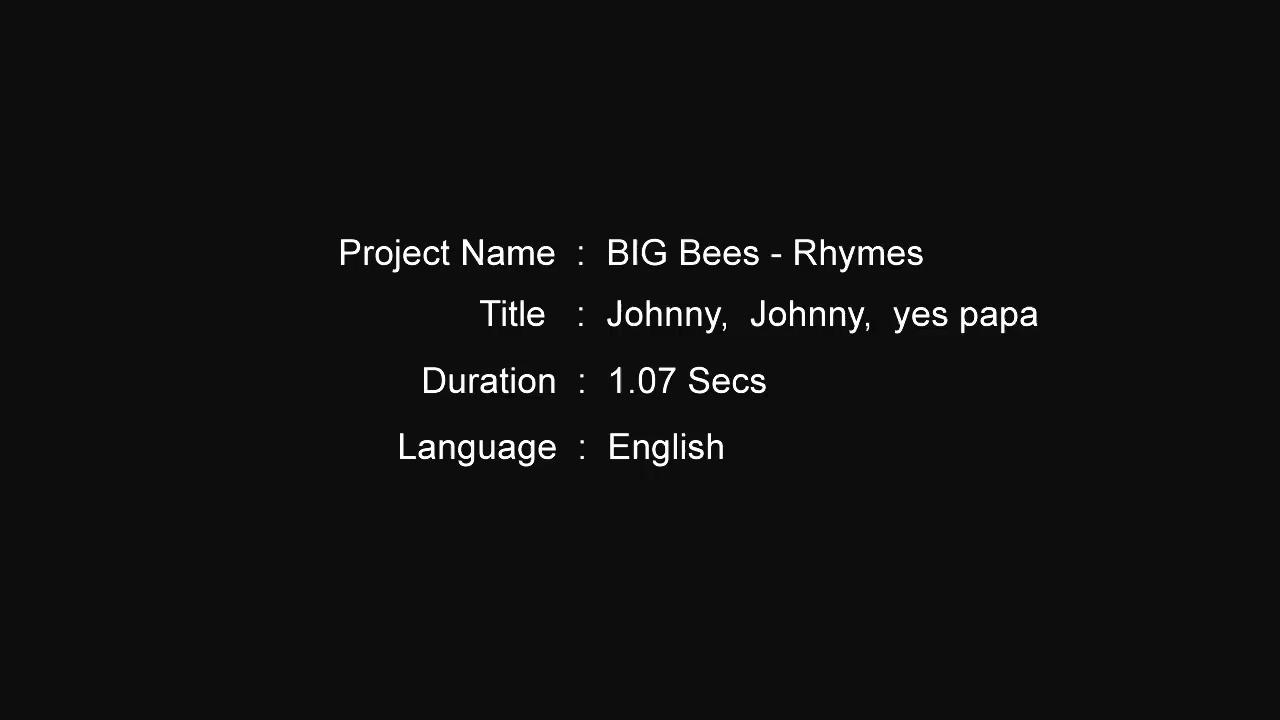 Project Name : BIG Bees - Rhymes
Title : Johnny, Johnny, yes papa
Duration : 1.07 Secs
Language : English